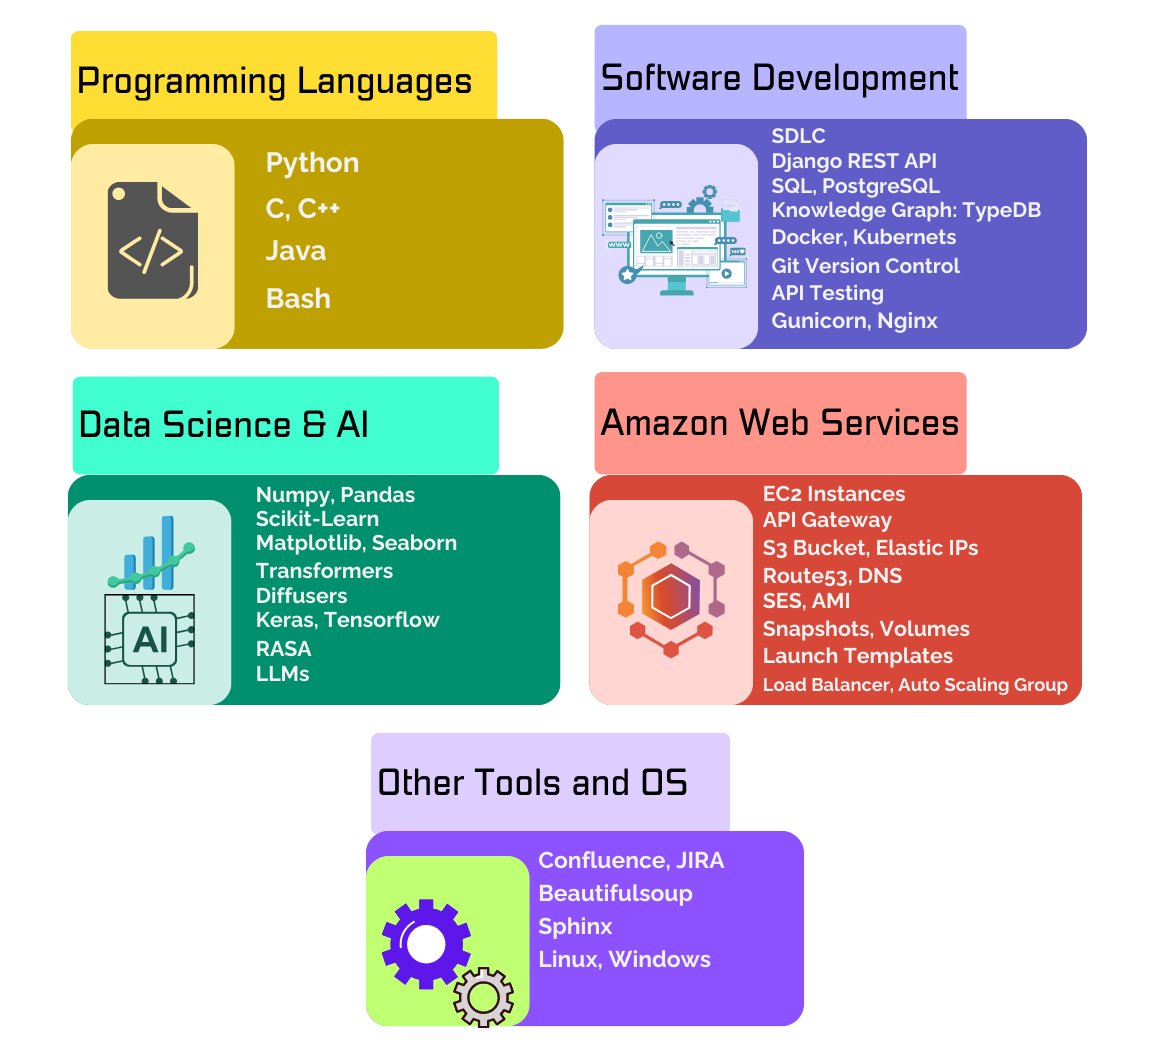 Programming Languages
Python
C, C++
Java
Bash
Software Development
SDLC
Django REST API
SQL, PostgreSQL
Knowledge Graph: TypeDB
Docker, Kubernets
Git Version Control
API Testing
Gunicorn, Nginx
WWW
Data Science & AI
Numpy, Pandas
Scikit-Learn
Matplotlib, Seaborn
Transformers
Diffusers
Keras, Tensorflow
RASA
LLMs
AI
Amazon Web Services
EC2 Instances
API Gateway
S3 Bucket, Elastic IPs
Route53, DNS
SES, AMI
Snapshots, Volumes
Launch Templates
Load Balancer, Auto Scaling Group
Other Tools and OS
Confluence, JIRA
Beautifulsoup
Sphinx
Linux, Windows